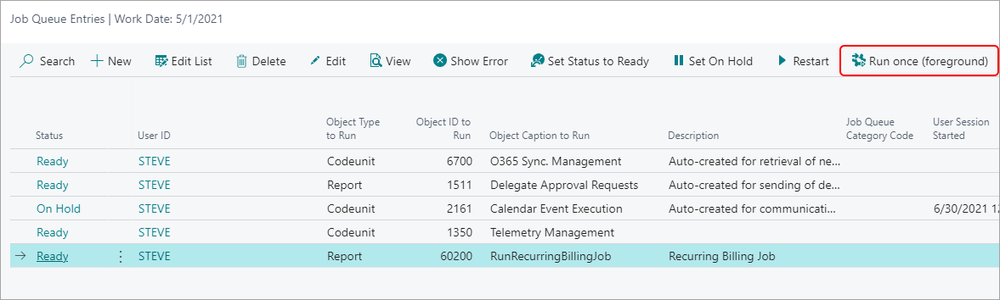 Job Queue Entries | Work Date: 5/1/2021
Search New Edit List Delete Edit View Show Error Set Status to Ready Set On Hold Restart Run once (foreground)
Object Type Object ID to Job Queue User Session
Status User ID to Run Run Object Caption to Run Description Category Code Started
Ready STEVE Codeunit 6700 O365 Sync. Management Auto-created for retrieval of ne...
Ready STEVE Report 1511 Delegate Approval Requests Auto-created for sending of de...
On Hold STEVE Codeunit 2161 Calendar Event Execution Auto-created for communicati... 6/30/2021
Ready STEVE Codeunit 1350 Telemetry Management
Ready STEVE Report 60200 RunRecurringBillingJob Recurring Billing Job